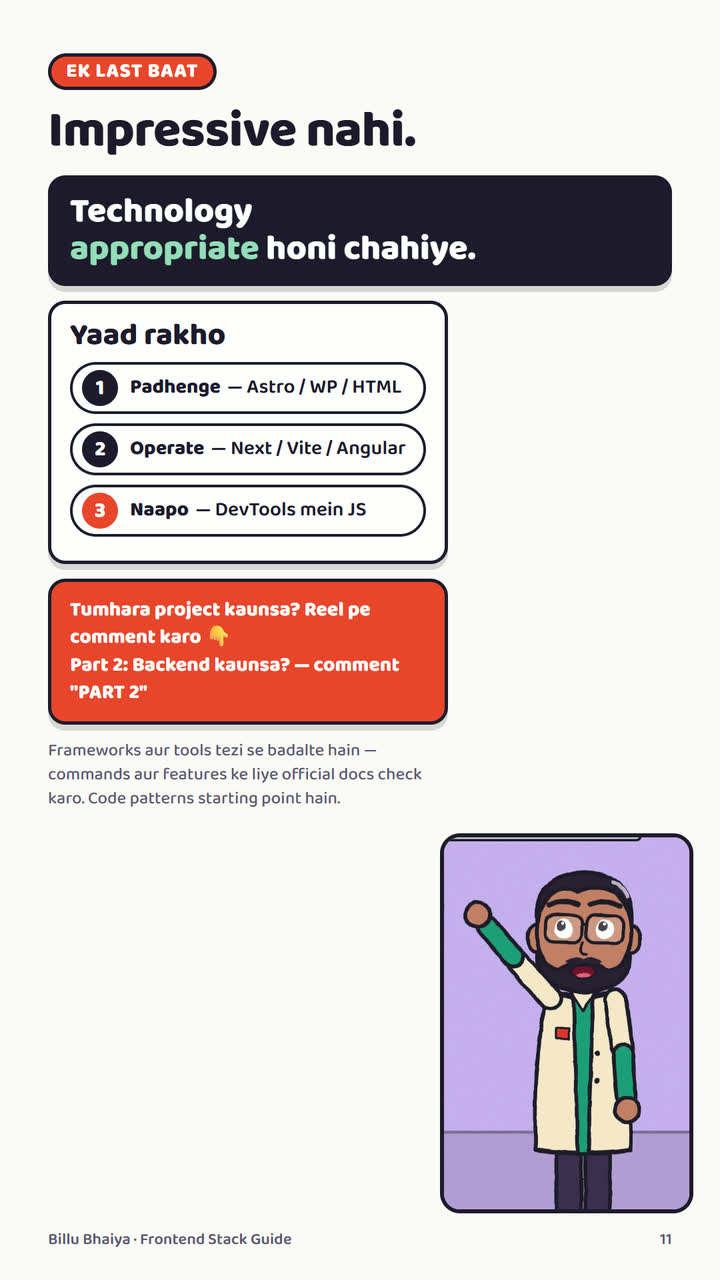 EK LAST BAAT
Impressive nahi.
Technology
appropriate honi chahiye.
Yaad rakho
1 Padhenge — Astro / WP / HTML
2 Operate — Next / Vite / Angular
3 Naapo — DevTools mein JS
Tumhara project kaunsa? Reel pe
comment karo 👇
Part 2: Backend kaunsa? — comment
"PART 2"
Frameworks aur tools tezi se badalte hain —
commands aur features ke liye official docs check
karo. Code patterns starting point hain.
Billu Bhaiya · Frontend Stack Guide
11